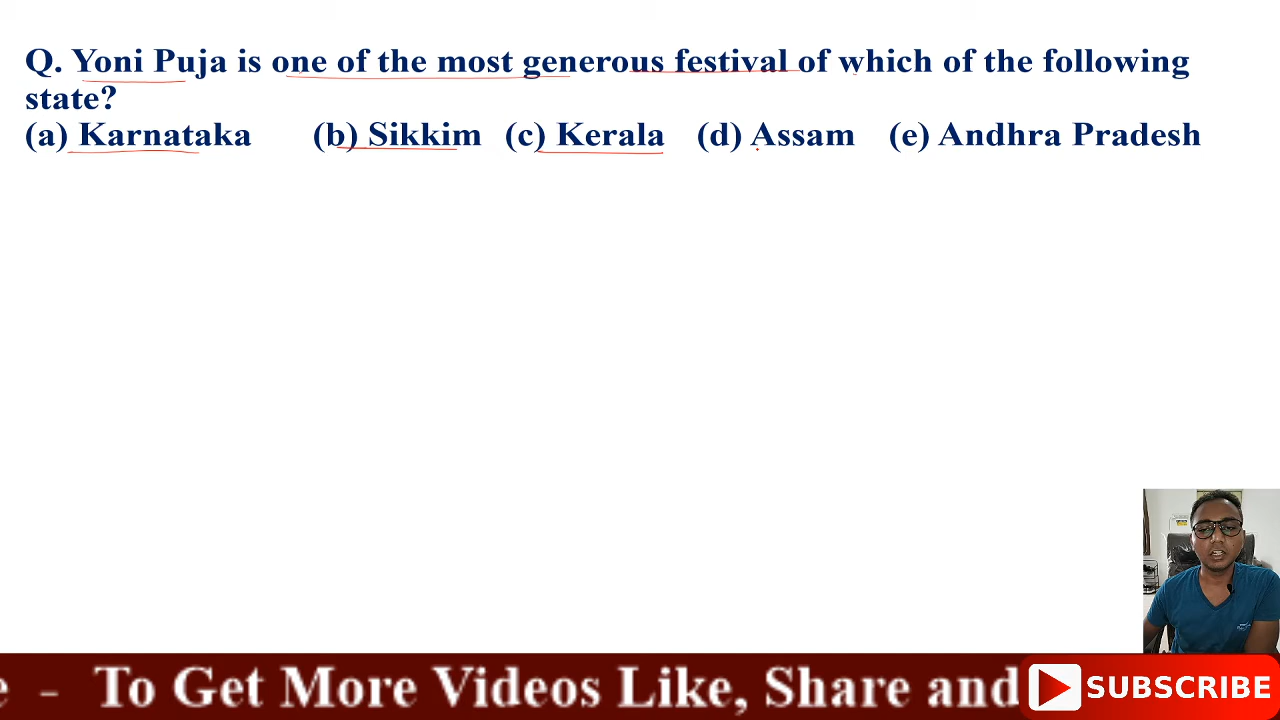 Q. Yoni Puja is one of the most generous festival of which of the following
state?
(a) Karnataka (b) Sikkim (c) Kerala (d) Assam (e) Andhra Pradesh
e - To Get More Videos Like, Share and
SUBSCRIBE